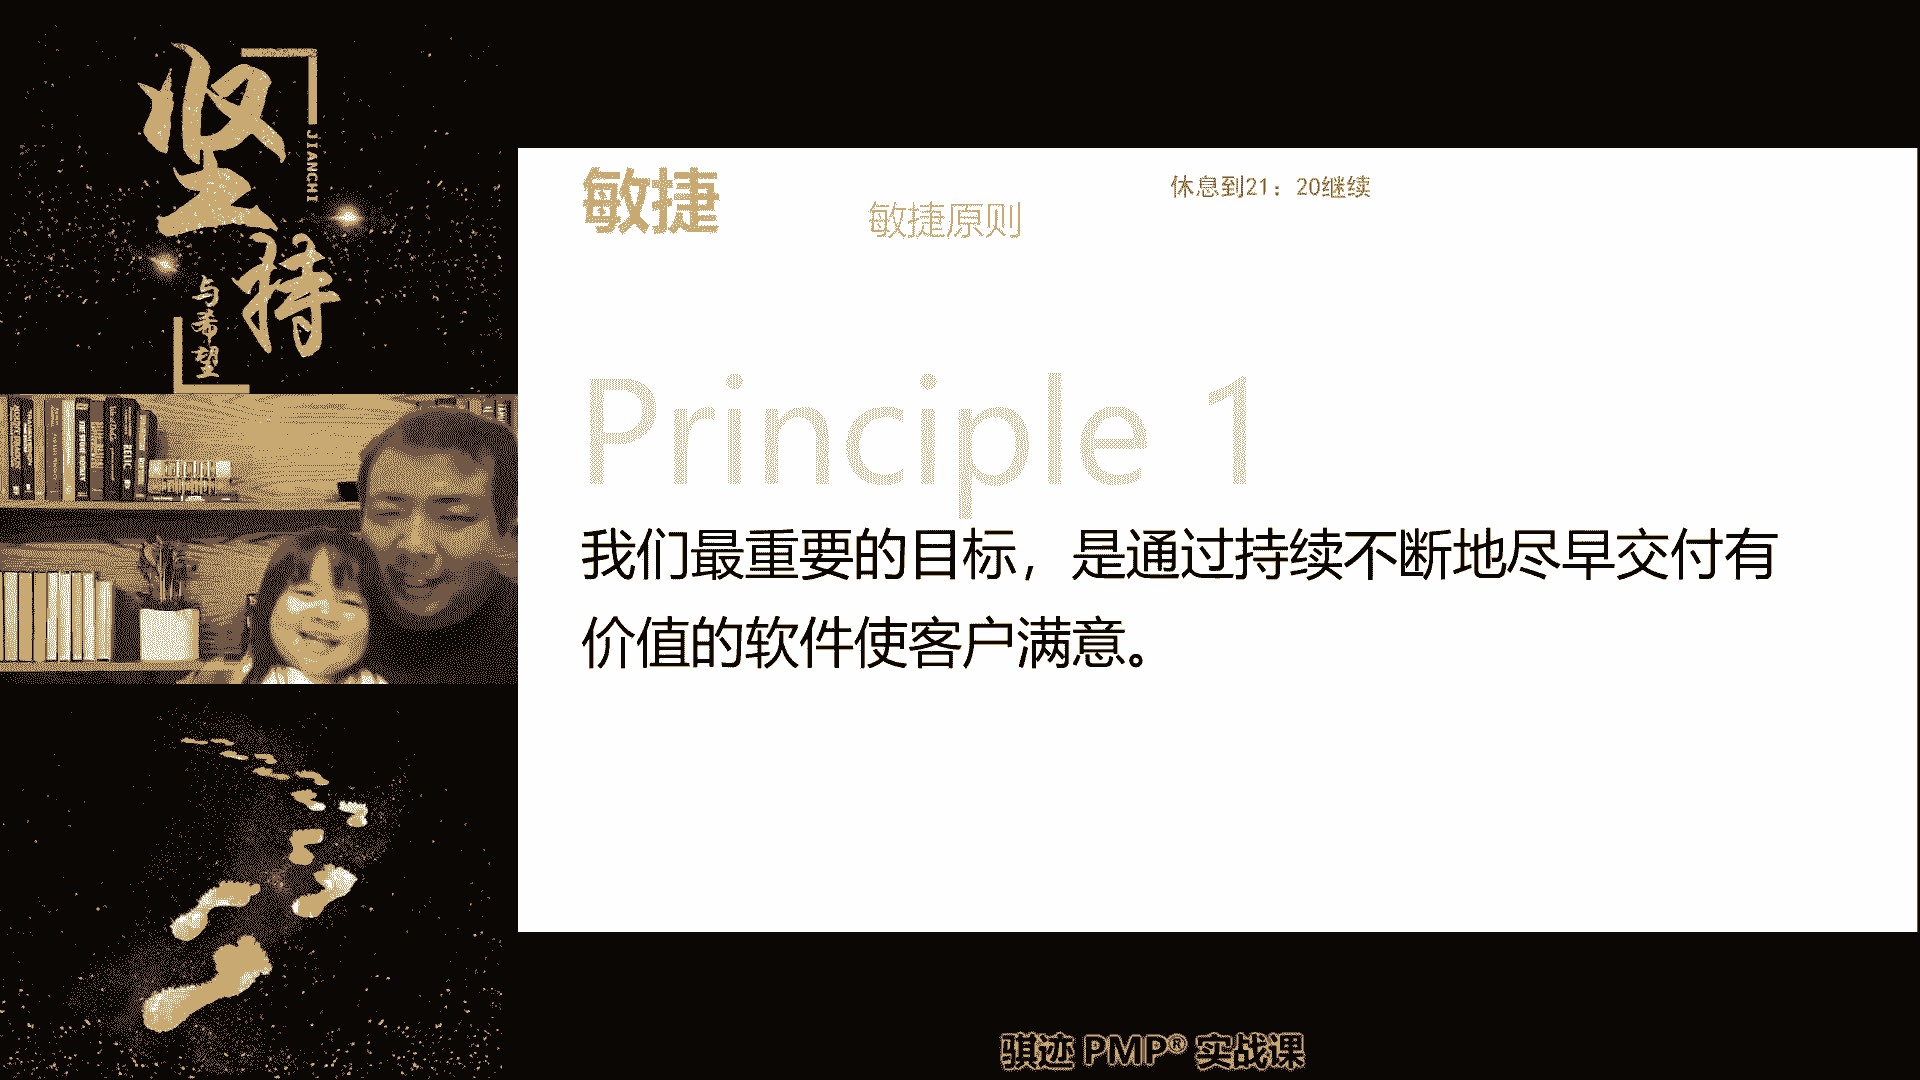 坚持
JIANCHI
与希望
敏捷
敏捷原则
休息到21：20继续
Principle 1
我们最重要的目标，是通过持续不断地尽早交付有
价值的软件使客户满意。
骐迹 PMP® 实战课